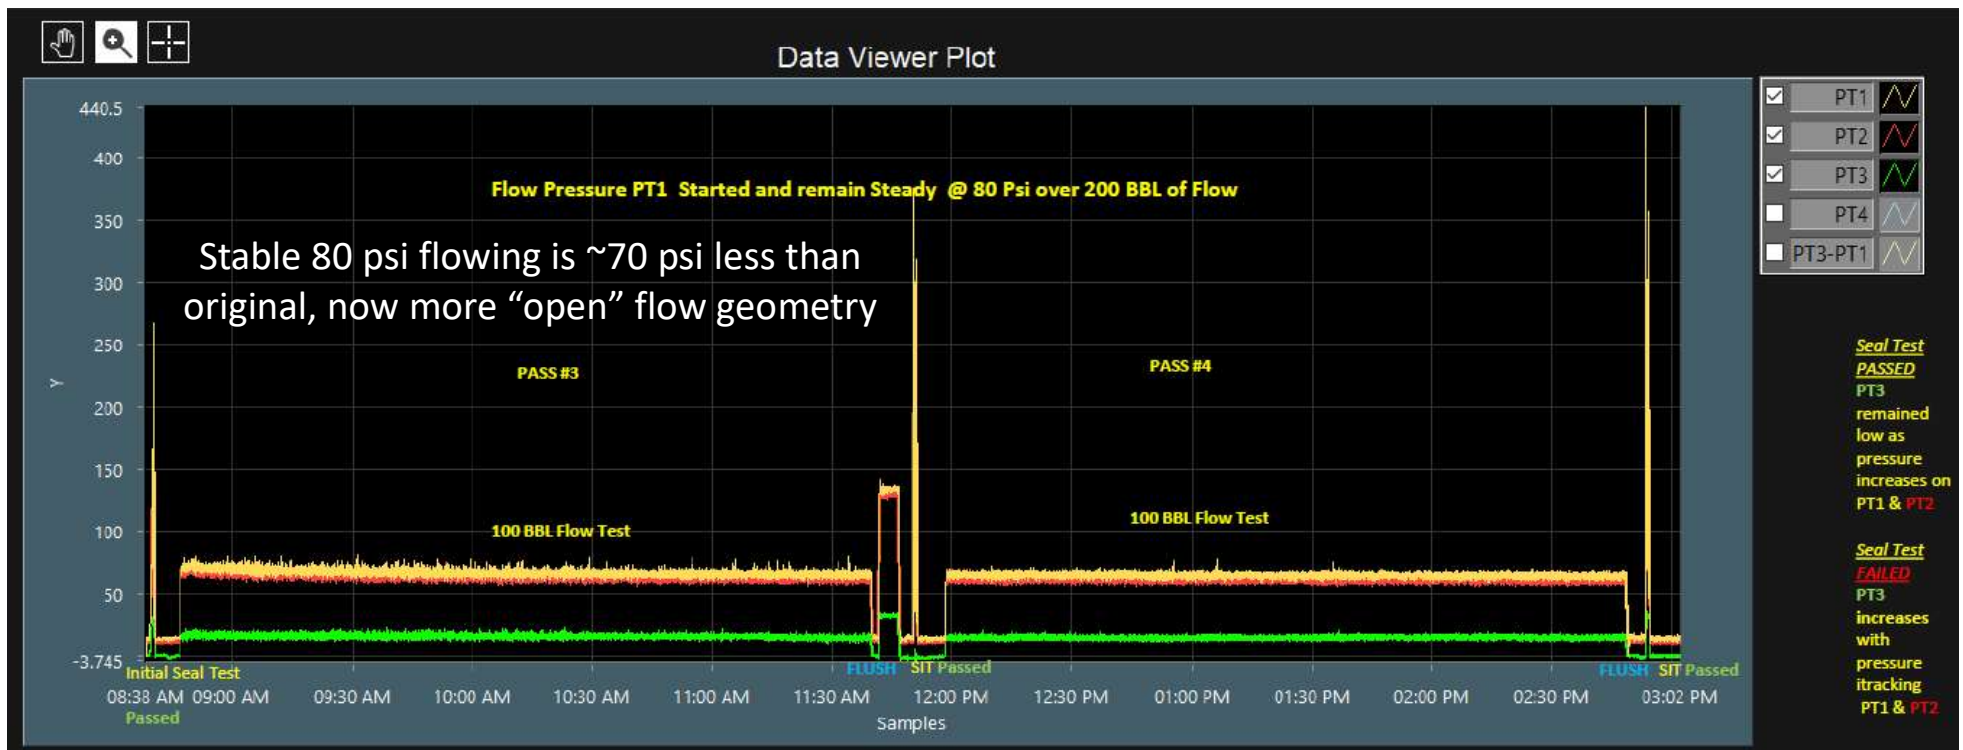 Data Viewer Plot
440.5
400
350
300
250
200
150
100
50
-3.745
Y
Flow Pressure PT1 Started and remain Steady @ 80 Psi over 200 BBL of Flow
Stable 80 psi flowing is ~70 psi less than
original, now more “open” flow geometry
PASS #3
PASS #4
100 BBL Flow Test
100 BBL Flow Test
Initial Seal Test
Passed
FLUSH
SIT Passed
FLUSH
SIT Passed
08:38 AM 09:00 AM 09:30 AM 10:00 AM 10:30 AM 11:00 AM 11:30 AM 12:00 PM 12:30 PM 01:00 PM 01:30 PM 02:00 PM 02:30 PM 03:02 PM
Samples
PT1
PT2
PT3
PT4
PT3-PT1
Seal Test
PASSED
PT3
remained
low as
pressure
increases on
PT1 & PT2
Seal Test
FAILED
PT3
increases
with
pressure
itracking
PT1 & PT2